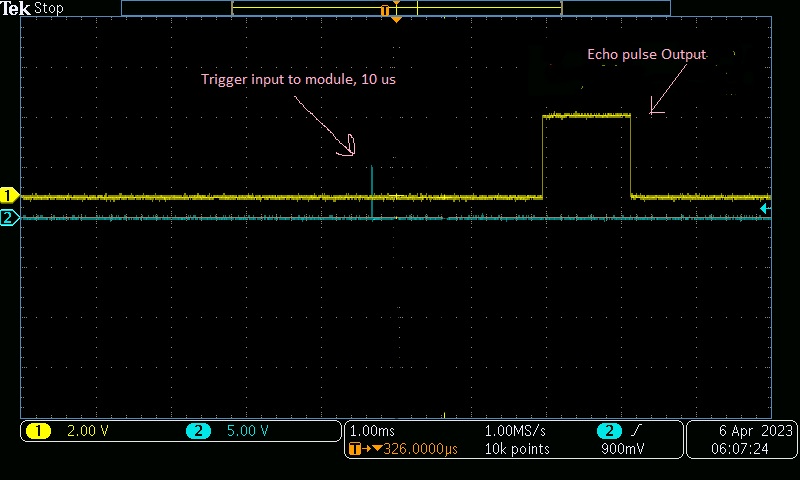 Tek Stop
T
Echo pulse Output
Trigger input to module, 10 us
1
2
1 2.00 V 2 5.00 V
1.00ms 1.00MS/s 2
T→▼326.0000µs 10k points 900mV
6 Apr 2023
06:07:24